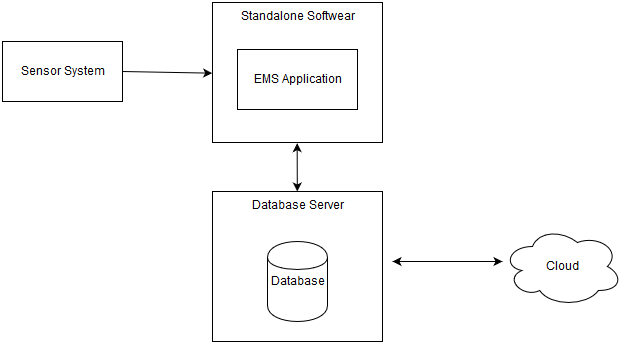 Standalone Softwear
Sensor System
EMS Application
Database Server
Database
Cloud